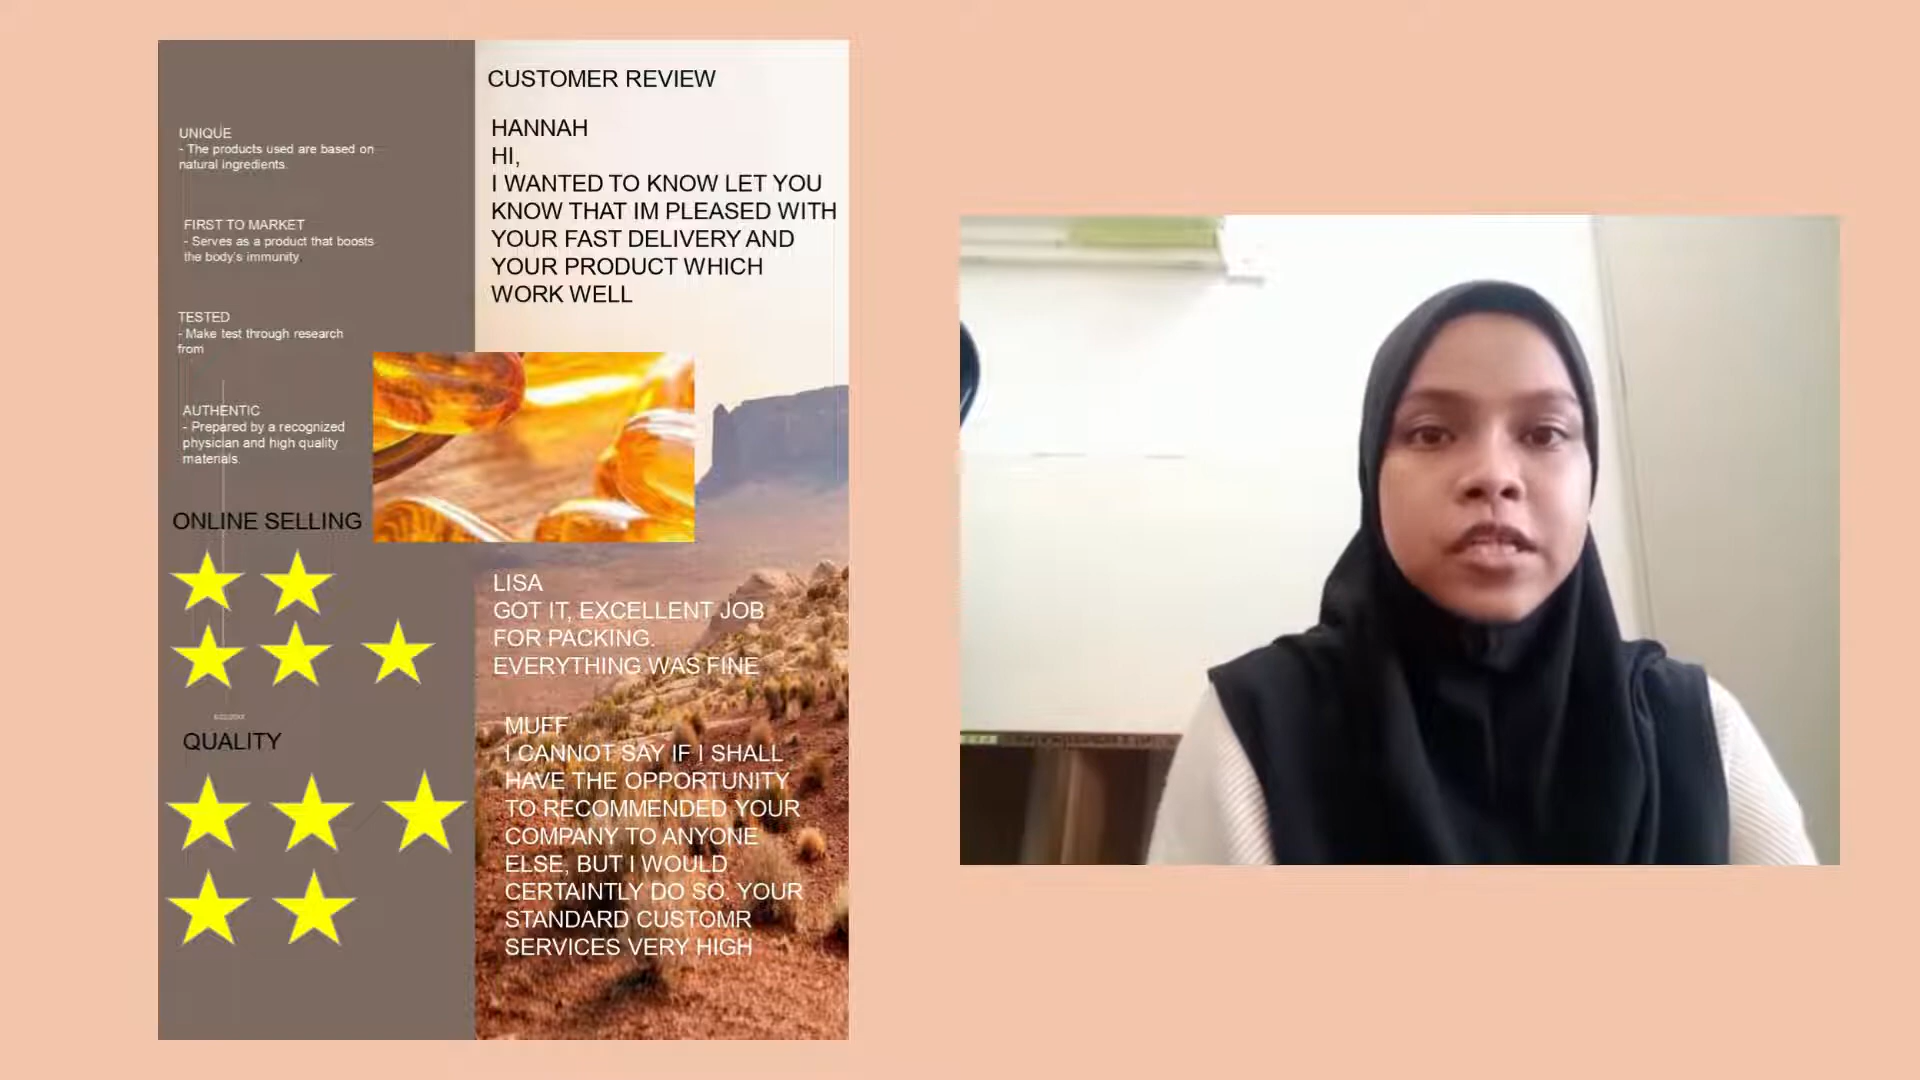 UNIQUE
- The products used are based on
natural ingredients.
FIRST TO MARKET
- Serves as a product that boosts
the body's immunity
TESTED
- Make test through research
from
AUTHENTIC
- Prepared by a recognized
physician and high quality
materials.
ONLINE SELLING
QUALITY
CUSTOMER REVIEW
HANNAH
HI,
I WANTED TO KNOW LET YOU
KNOW THAT IM PLEASED WITH
YOUR FAST DELIVERY AND
YOUR PRODUCT WHICH
WORK WELL
LISA
GOT IT, EXCELLENT JOB
FOR PACKING.
EVERYTHING WAS FINE
MUFF
I CANNOT SAY IF I SHALL
HAVE THE OPPORTUNITY
TO RECOMMENDED YOUR
COMPANY TO ANYONE
ELSE, BUT I WOULD
CERTAINTLY DO SO. YOUR
STANDARD CUSTOMR
SERVICES VERY HIGH